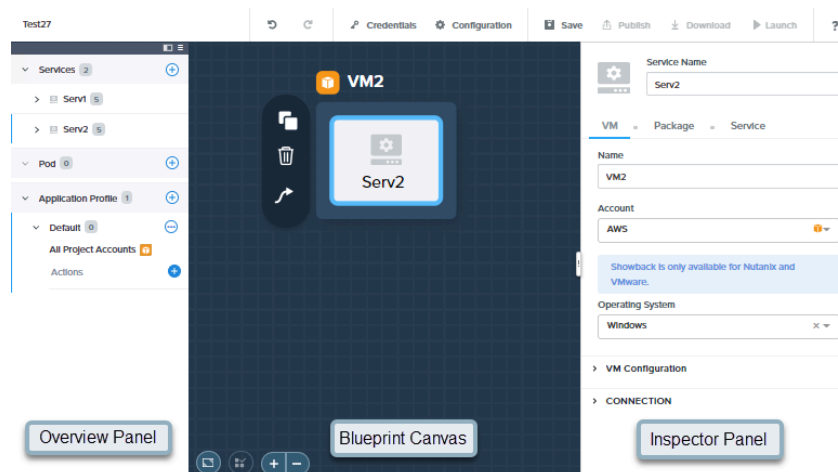 Test27
Credentials
Configuration
Save
Publish
Download
Launch
?
Services 2
Serv1 5
Serv2 5
Pod 0
Application Profile 1
Default 0
All Project Accounts
Actions
Overview Panel
VM2
Serv2
Blueprint Canvas
Service Name
Serv2
VM
Package
Service
Name
VM2
Account
AWS
Showback is only available for Nutanix and
VMware.
Operating System
Windows
VM Configuration
CONNECTION
Inspector Panel